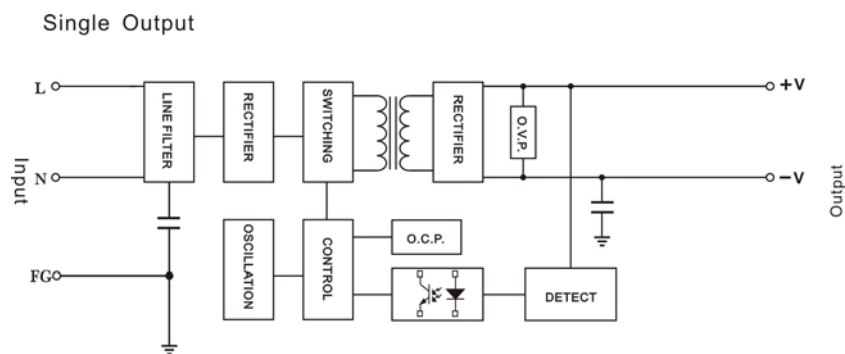 Single Output
L
LINE FILTER
RECTIFIER
SWITCHING
RECTIFIER
O.V.P.
+V
Input
N
−V
Output
FG
OSCILLATION
CONTROL
O.C.P.
DETECT